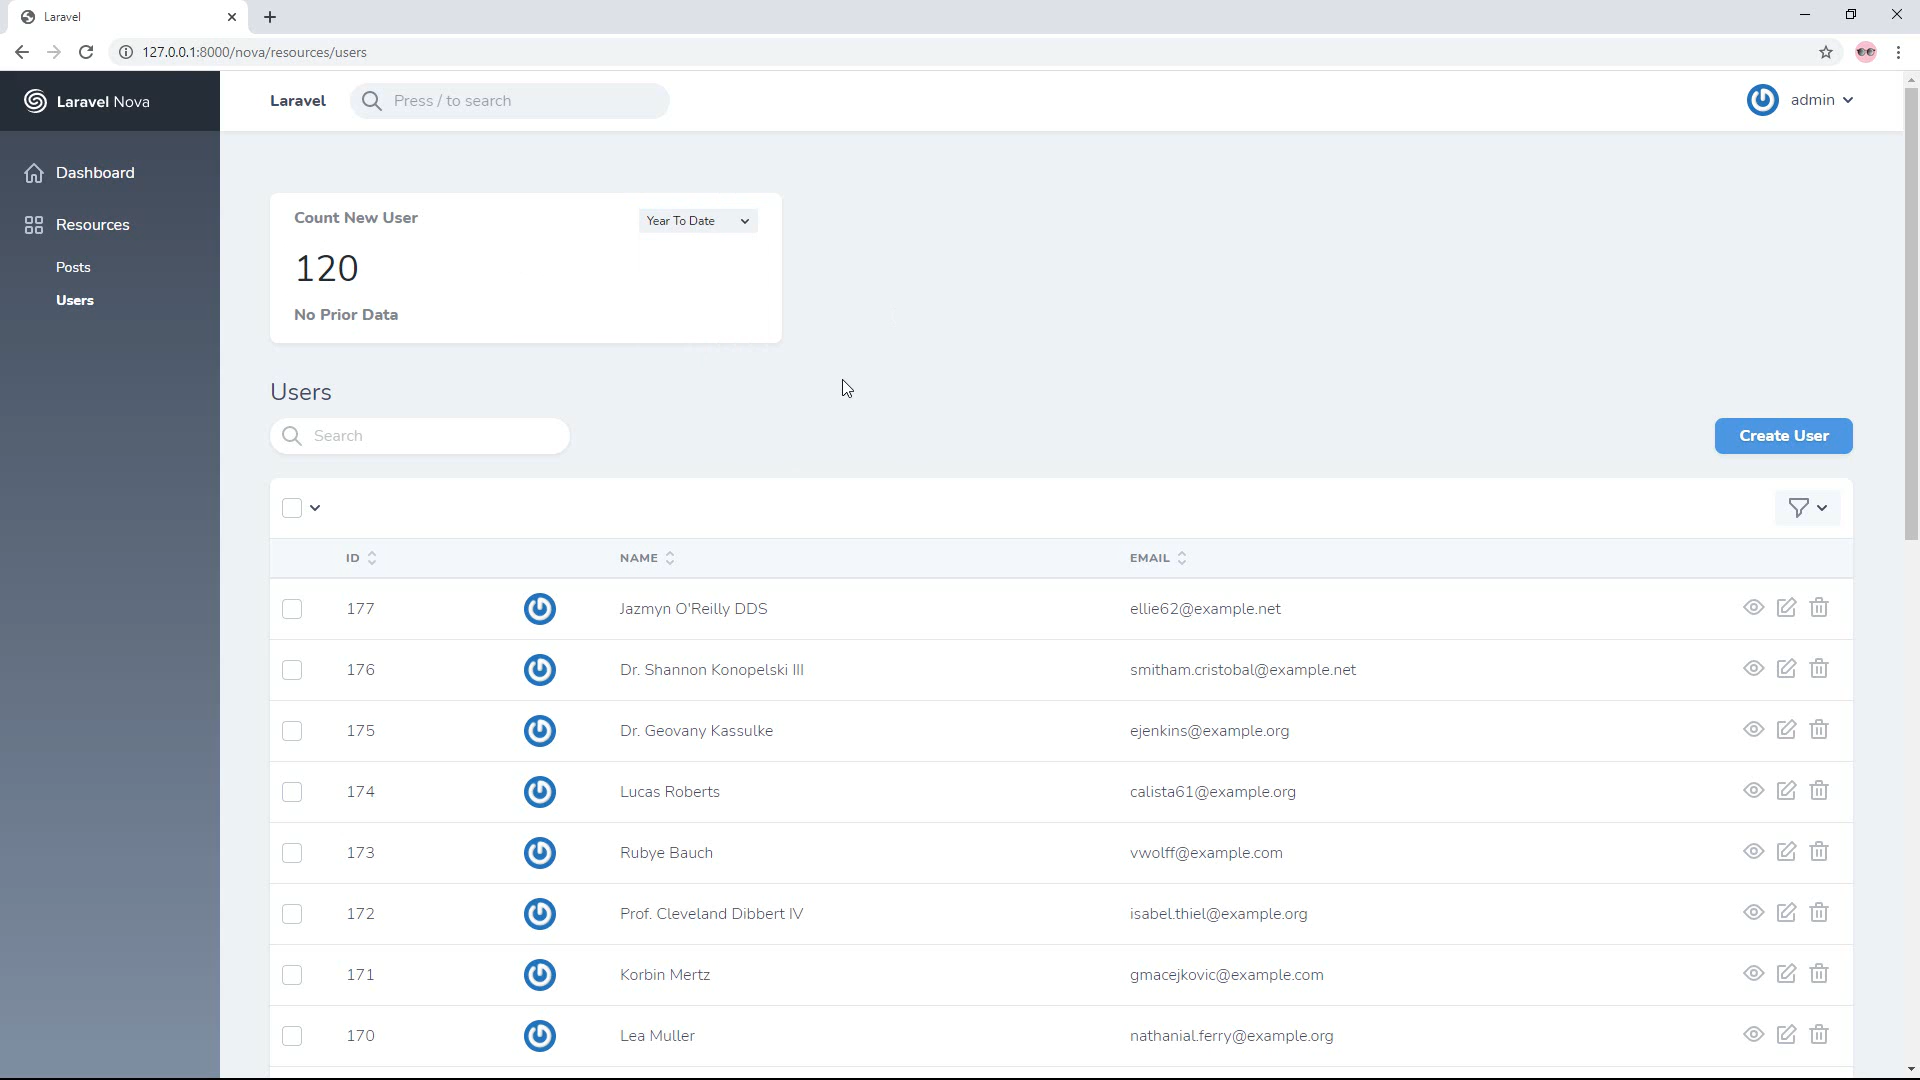 Laravel
127.0.0.1:8000/nova/resources/users
Laravel Nova
Laravel
Press / to search
admin
Dashboard
Resources
Posts
Users
Count New User
Year To Date
120
No Prior Data
Users
Search
Create User
ID NAME EMAIL
177 Jazmyn O'Reilly DDS ellie62@example.net
176 Dr. Shannon Konopelski III smitham.cristobal@example.net
175 Dr. Geovany Kassulke ejenkins@example.org
174 Lucas Roberts calista61@example.org
173 Rubye Bauch vwolff@example.com
172 Prof. Cleveland Dibbert IV isabel.thiel@example.org
171 Korbin Mertz gmacejkovic@example.com
170 Lea Muller nathanial.ferry@example.org